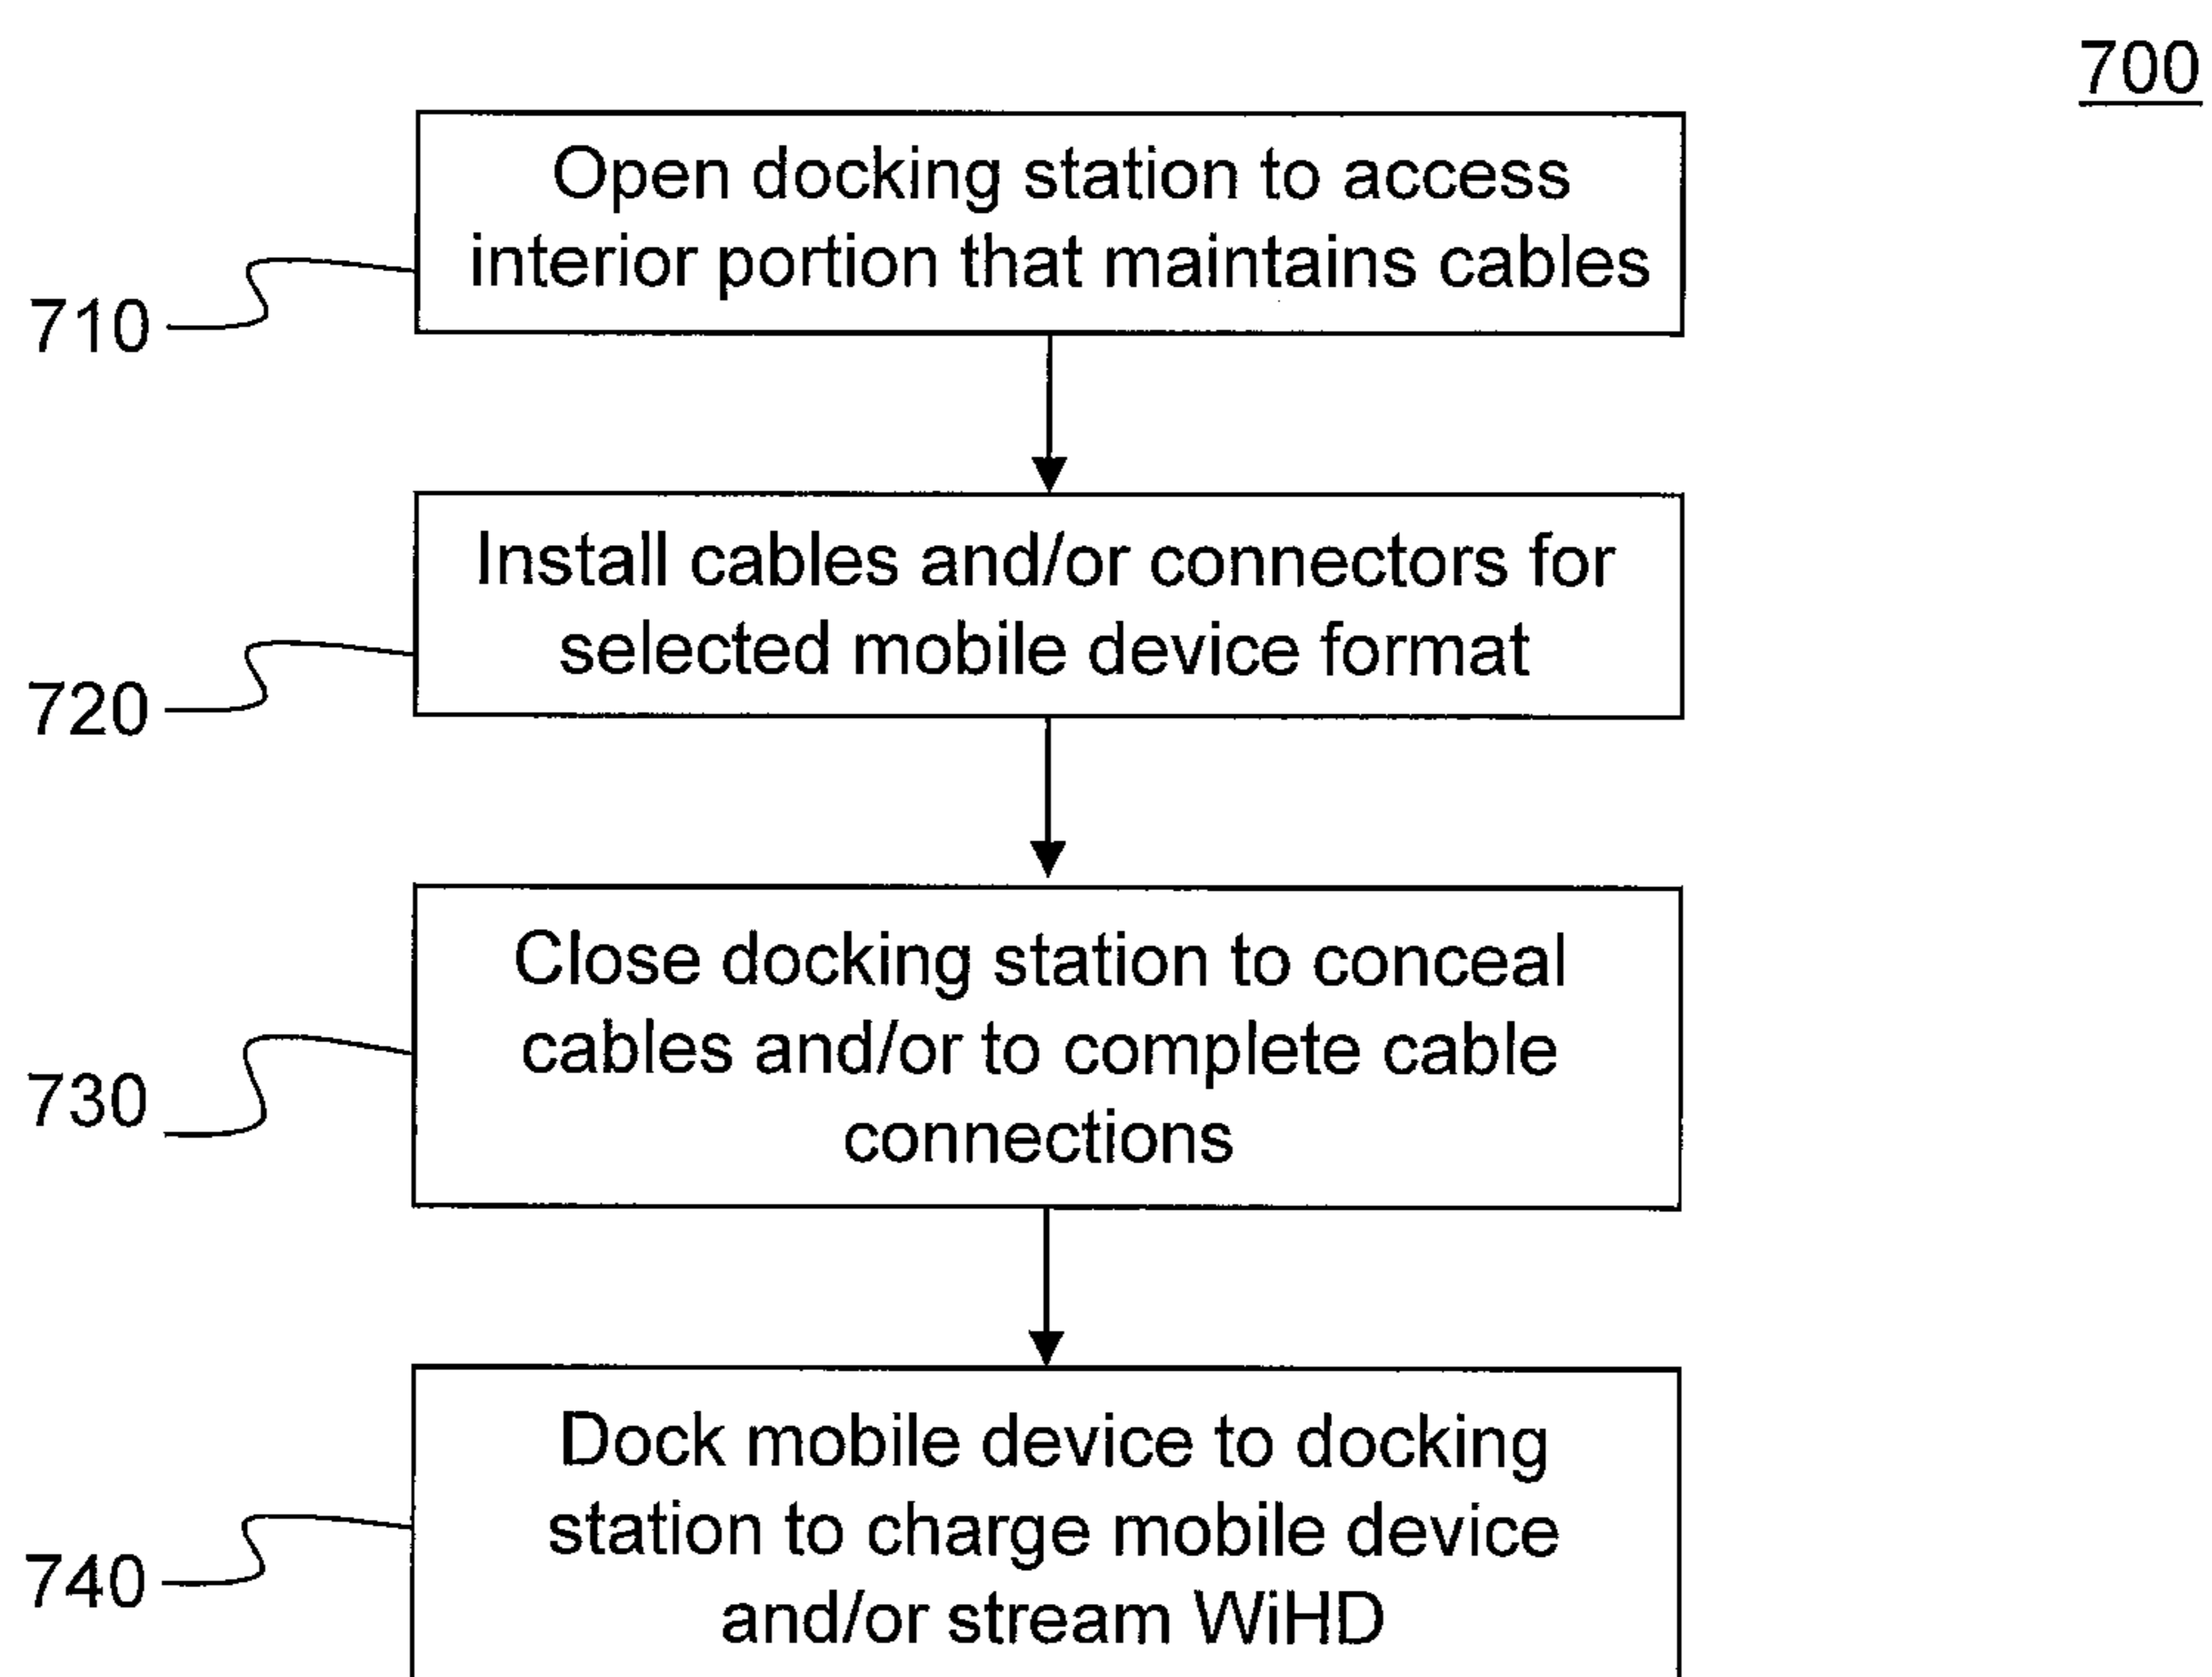 700
Open docking station to access
interior portion that maintains cables
710
Install cables and/or connectors for
selected mobile device format
720
Close docking station to conceal
cables and/or to complete cable
connections
730
Dock mobile device to docking
station to charge mobile device
and/or stream WiHD
740